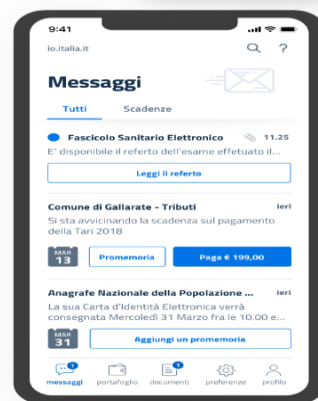 9:41
io.italia.it
?
Messaggi
Tutti Scadenze
Fascicolo Sanitario Elettronico 11.25
E' disponibile il referto dell'esame effetuato il...
Leggi il referto
Comune di Gallarate - Tributi ieri
Si sta avvicinando la scadenza sul pagamento
della Tari 2018
MAR
13 Promemoria Paga € 199,00
Anagrafe Nazionale della Popolazione ... ieri
La sua Carta d'Identità Elettronica verrà
consegnata Mercoledì 31 Marzo fra le 10.00 e...
MAR
31 Aggiungi un promemoria
1 1
messaggi portafoglio documenti preferenze profilo